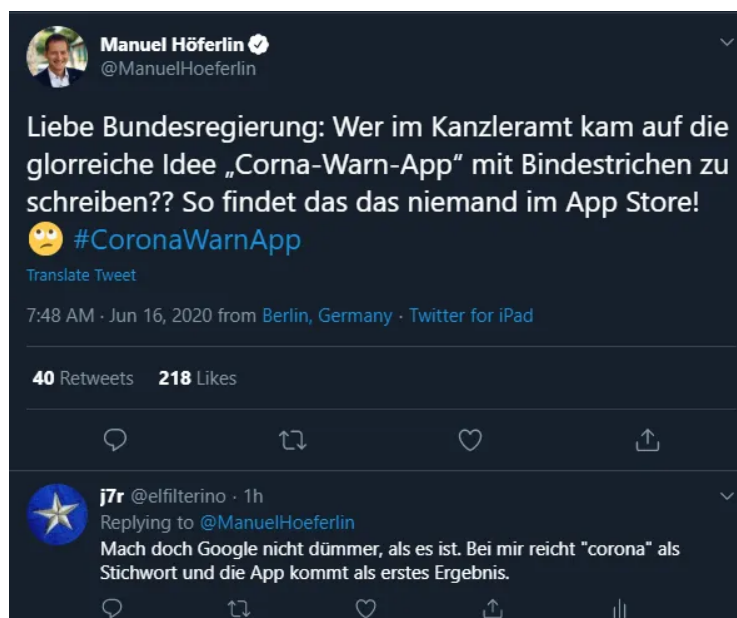 Manuel Höferlin
@ManuelHoeferlin
Liebe Bundesregierung: Wer im Kanzleramt kam auf die
glorreiche Idee „Corna-Warn-App“ mit Bindestrichen zu
schreiben?? So findet das das niemand im App Store!
🙄 #CoronaWarnApp
Translate Tweet
7:48 AM · Jun 16, 2020 from Berlin, Germany · Twitter for iPad
40 Retweets 218 Likes
j7r @elfilterino · 1h
Replying to @ManuelHoeferlin
Mach doch Google nicht dümmer, als es ist. Bei mir reicht "corona" als
Stichwort und die App kommt als erstes Ergebnis.